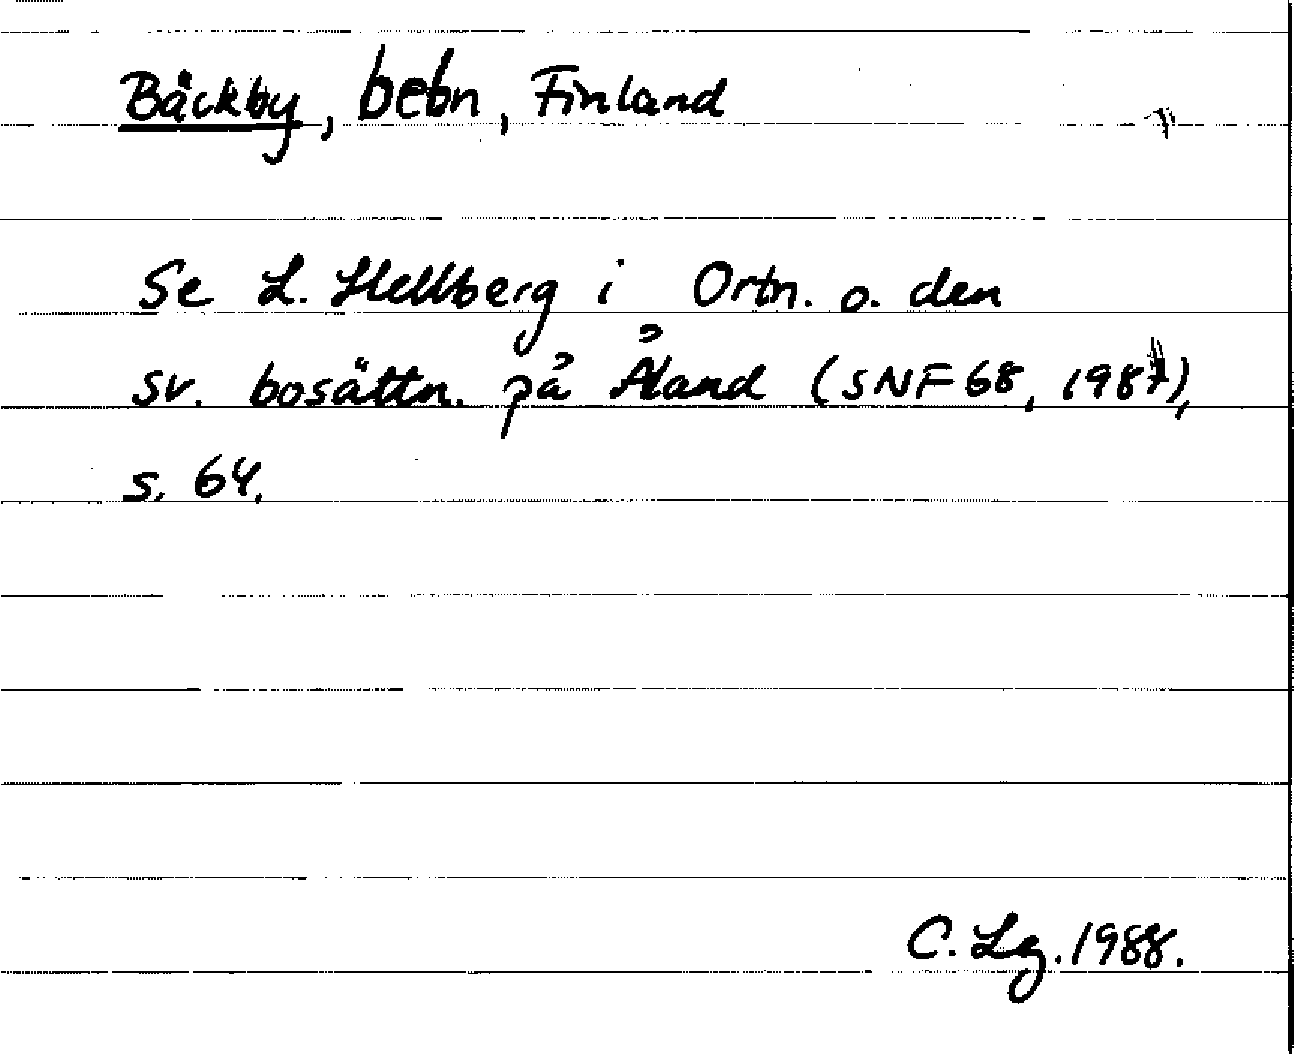 Bäckby, bebn, Finland
Se L. Hellberg i Ortn. o. den
sv. bosättn. på Åland (SNF 68, 1987),
s. 64.
C. Lg. 1988.